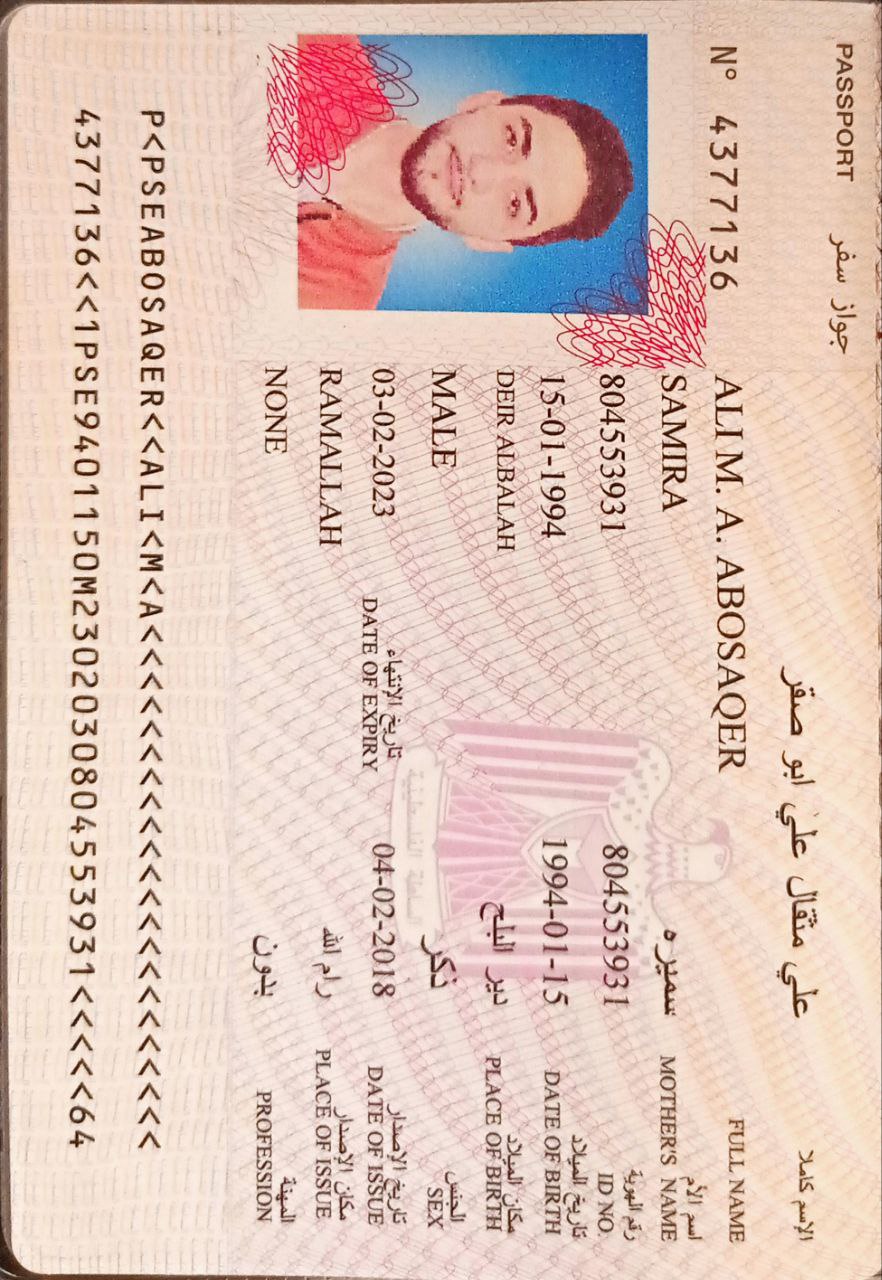 PASSPORT جواز سفر
الإسم كاملا
علي مثقال علي ابو صقر
Nº 4377136
ALI M. A. ABOSAQER FULL NAME
اسم الأم
SAMIRA سميره MOTHER'S NAME
رقم الهوية
804553931 804553931 ID NO.
تاريخ الميلاد
15-01-1994 1994-01-15 DATE OF BIRTH
مكان الميلاد
DEIR ALBALAH دير البلح PLACE OF BIRTH
الجنس
MALE ذكر SEX
تاريخ الإنتهاء تاريخ الإصدار
03-02-2023 DATE OF EXPIRY 04-02-2018 DATE OF ISSUE
مكان الإصدار
RAMALLAH رام الله PLACE OF ISSUE
المهنة
NONE بدون PROFESSION
السلطة الفلسطينية
P<PSEABOSAQER<<ALI<M<A<<<<<<<<<<<<<<<<<<<<<<
4377136<<1PSE9401150M2302030804553931<<<<<64